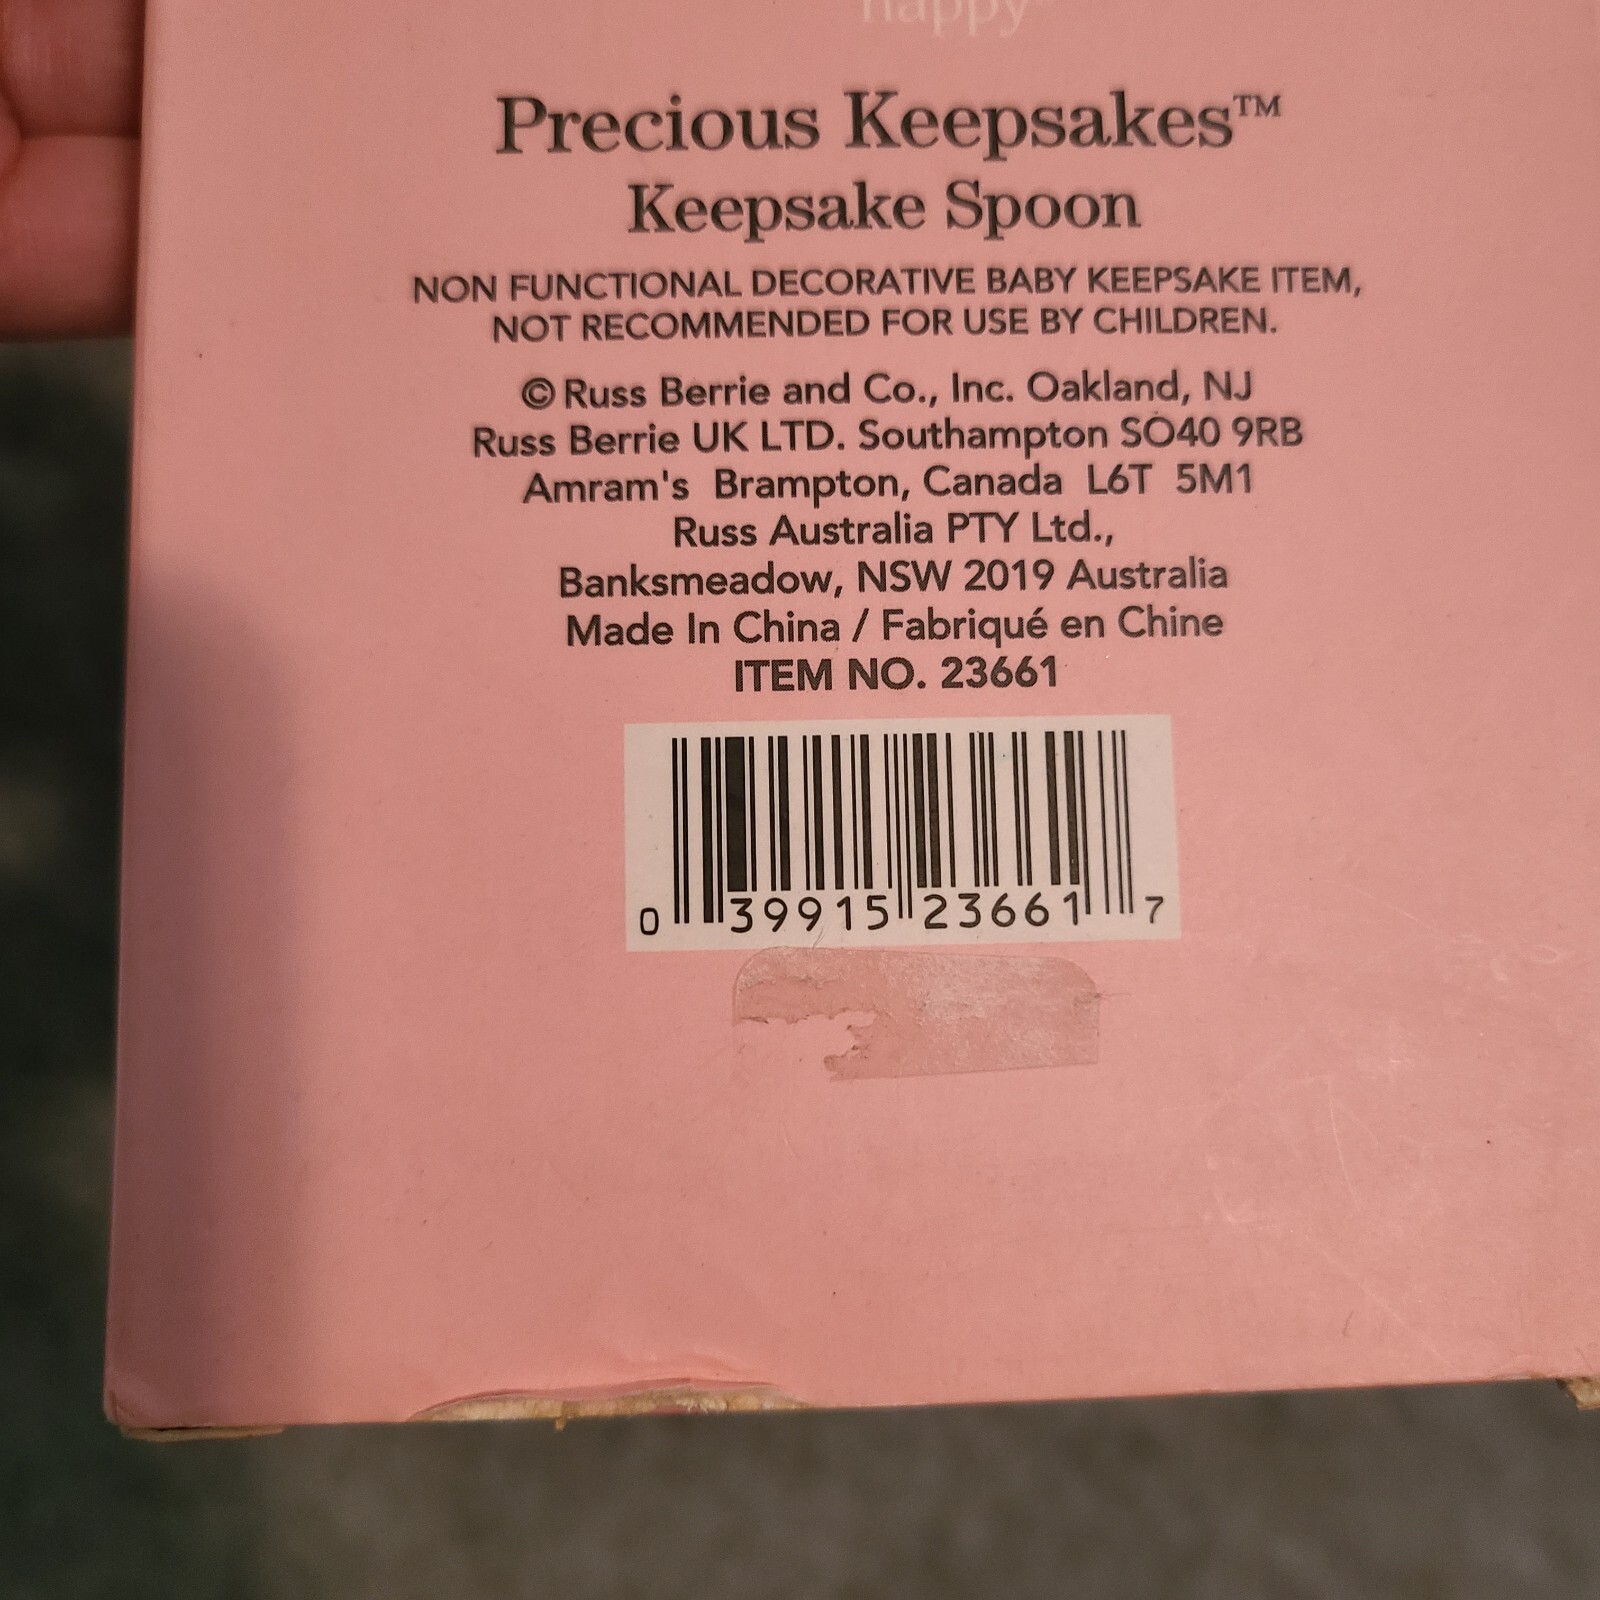 happy
Precious Keepsakes™
Keepsake Spoon
NON FUNCTIONAL DECORATIVE BABY KEEPSAKE ITEM,
NOT RECOMMENDED FOR USE BY CHILDREN.
© Russ Berrie and Co., Inc. Oakland, NJ
Russ Berrie UK LTD. Southampton SO40 9RB
Amram's Brampton, Canada L6T 5M1
Russ Australia PTY Ltd.,
Banksmeadow, NSW 2019 Australia
Made In China / Fabriqué en Chine
ITEM NO. 23661
0 39915 23661 7